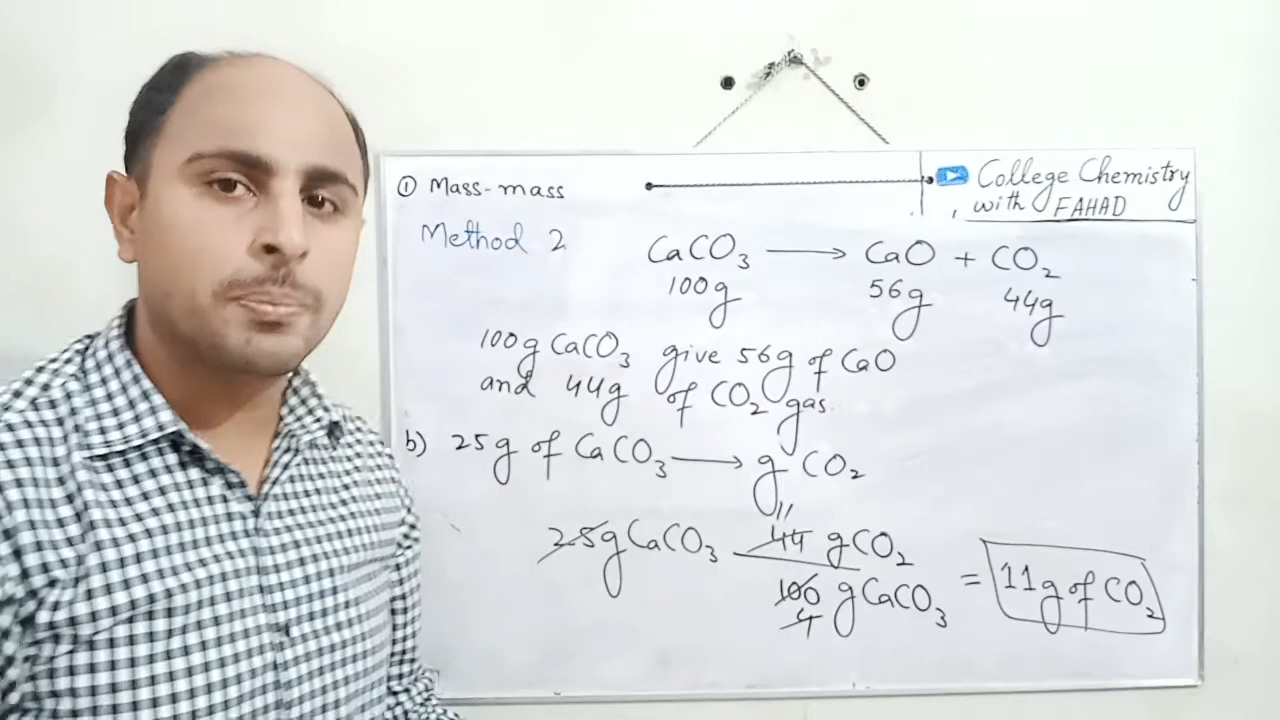 ① Mass-mass
College Chemistry
with FAHAD
Method 2
CaCO₃ ⟶ CaO + CO₂
100g 56g 44g
100g CaCO₃ give 56g of CaO
and 44g of CO₂ gas.
b) 25g of CaCO₃ ⟶ g CO₂
11
25g CaCO₃ 44 g CO₂
100 g CaCO₃ = 11g of CO₂
4